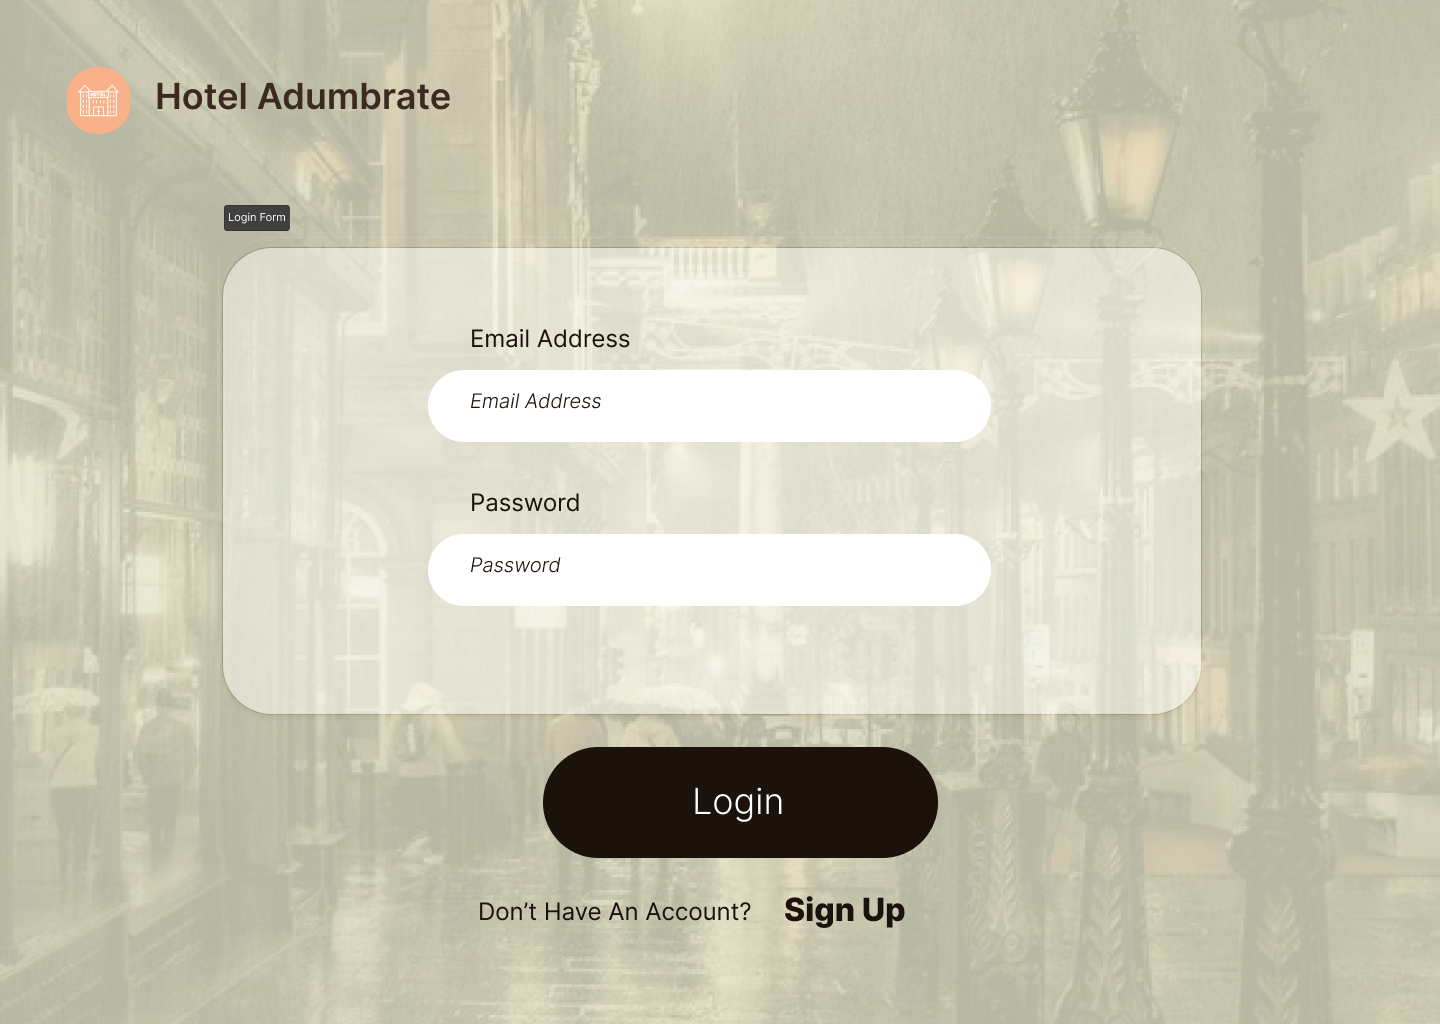 Hotel Adumbrate
Login Form
Email Address
Email Address
Password
Password
Login
Don’t Have An Account? Sign Up